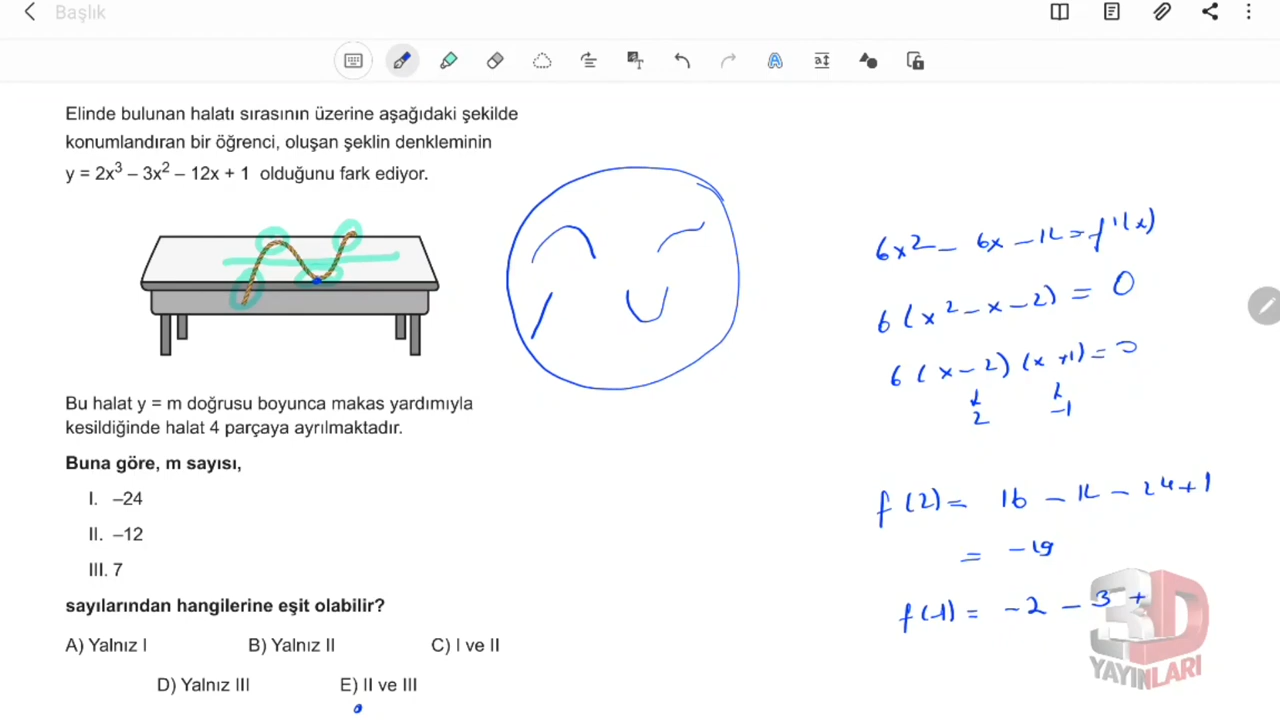 Başlık
Elinde bulunan halatı sırasının üzerine aşağıdaki şekilde
konumlandıran bir öğrenci, oluşan şeklin denkleminin
y = 2x³ – 3x² – 12x + 1 olduğunu fark ediyor.
Bu halat y = m doğrusu boyunca makas yardımıyla
kesildiğinde halat 4 parçaya ayrılmaktadır.
Buna göre, m sayısı,
I. –24
II. –12
III. 7
sayılarından hangilerine eşit olabilir?
A) Yalnız I B) Yalnız II C) I ve II
D) Yalnız III E) II ve III
6x² – 6x – 12 = f'(x)
6(x² – x – 2) = 0
6(x – 2)(x + 1) = 0
2 –1
f(2) = 16 – 12 – 24 + 1
= –19
f(-1) = –2 – 3 +
3D
YAYINLARI